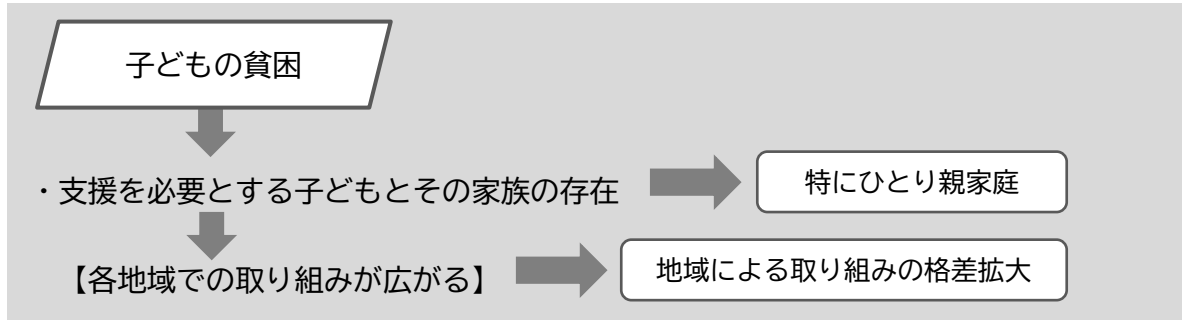 子どもの貧困
・支援を必要とする子どもとその家族の存在
特にひとり親家庭
【各地域での取り組みが広がる】
地域による取り組みの格差拡大